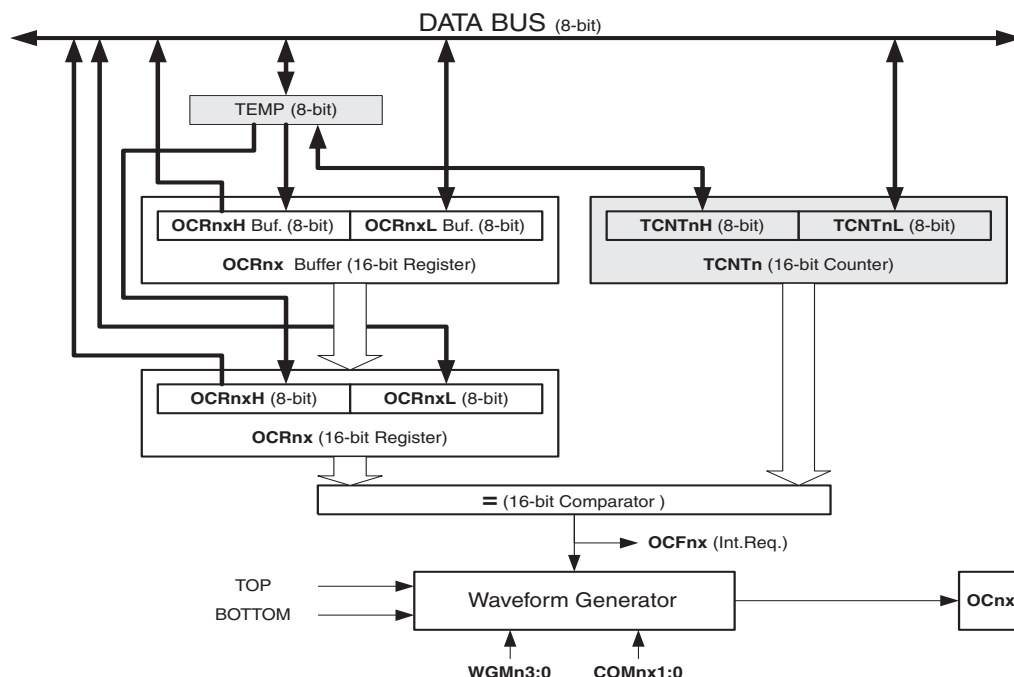 DATA BUS (8-bit)
TEMP (8-bit)
OCRnxH Buf. (8-bit) OCRnxL Buf. (8-bit)
OCRnx Buffer (16-bit Register)
TCNTnH (8-bit) TCNTnL (8-bit)
TCNTn (16-bit Counter)
OCRnxH (8-bit) OCRnxL (8-bit)
OCRnx (16-bit Register)
= (16-bit Comparator )
OCFnx (Int.Req.)
TOP
BOTTOM
Waveform Generator
OCnx
WGMn3:0 COMnx1:0